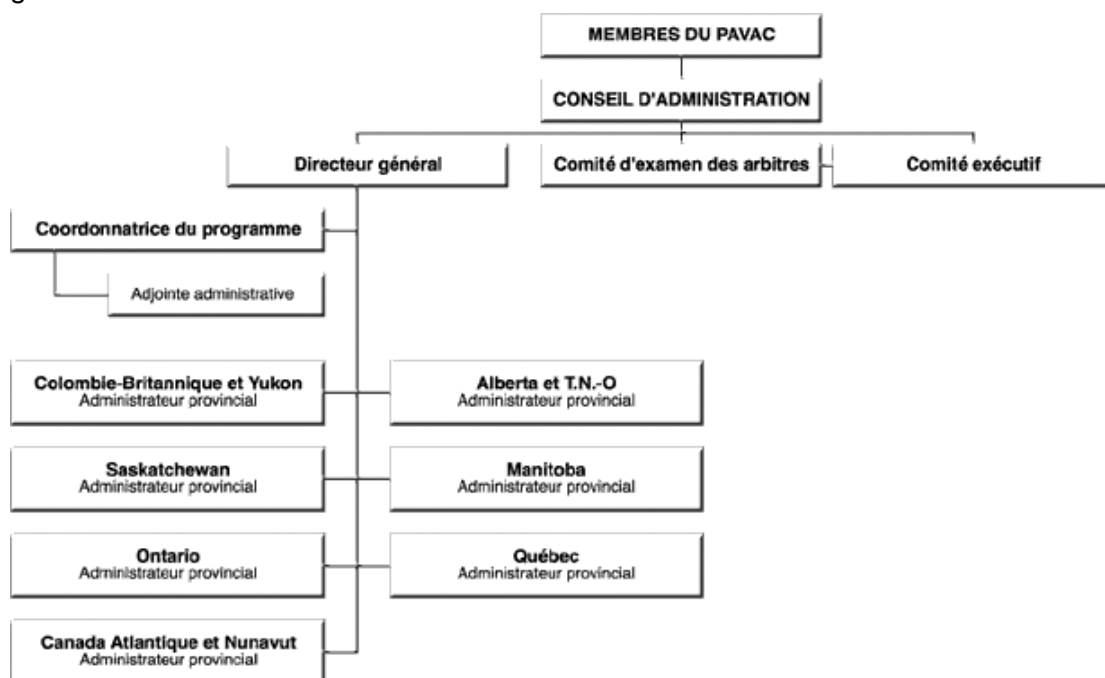 MEMBRES DU PAVAC
CONSEIL D'ADMINISTRATION
Directeur général
Comité d'examen des arbitres
Comité exécutif
Coordonnatrice du programme
Adjointe administrative
Colombie-Britannique et Yukon
Administrateur provincial
Alberta et T.N.-O
Administrateur provincial
Saskatchewan
Administrateur provincial
Manitoba
Administrateur provincial
Ontario
Administrateur provincial
Québec
Administrateur provincial
Canada Atlantique et Nunavut
Administrateur provincial